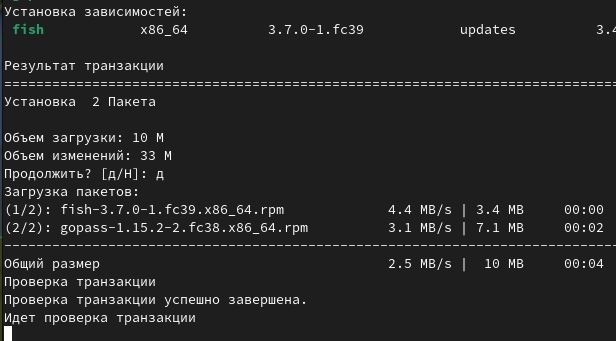 Установка зависимостей:
fish x86_64 3.7.0-1.fc39 updates 3.4
Результат транзакции
================================================================================
Установка 2 Пакета
Объем загрузки: 10 M
Объем изменений: 33 M
Продолжить? [д/Н]: д
Загрузка пакетов:
(1/2): fish-3.7.0-1.fc39.x86_64.rpm 4.4 MB/s | 3.4 MB 00:00
(2/2): gopass-1.15.2-2.fc38.x86_64.rpm 3.1 MB/s | 7.1 MB 00:02
--------------------------------------------------------------------------------
Общий размер 2.5 MB/s | 10 MB 00:04
Проверка транзакции
Проверка транзакции успешно завершена.
Идет проверка транзакции